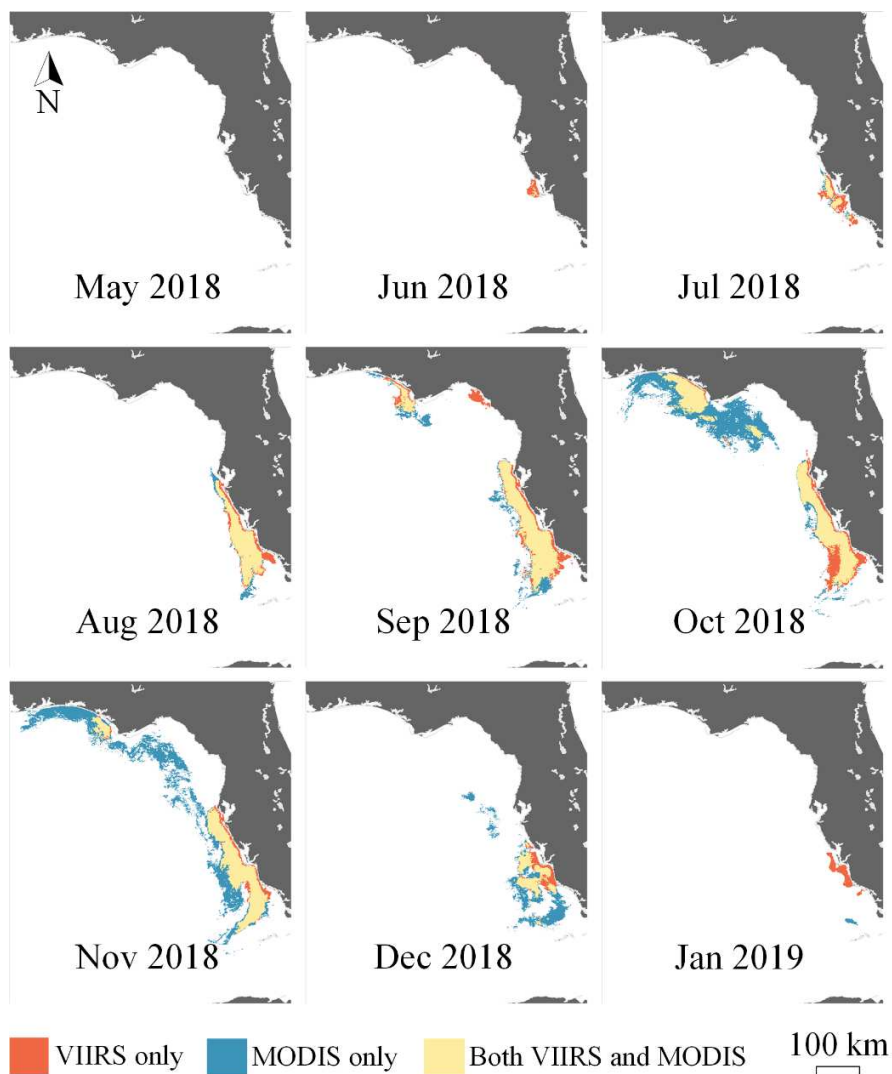 N
May 2018
Jun 2018
Jul 2018
Aug 2018
Sep 2018
Oct 2018
Nov 2018
Dec 2018
Jan 2019
VIIRS only
MODIS only
Both VIIRS and MODIS
100 km